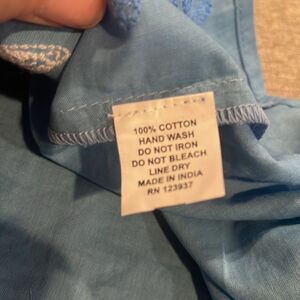 100% COTTON
HAND WASH
DO NOT IRON
DO NOT BLEACH
LINE DRY
MADE IN INDIA
RN 123937